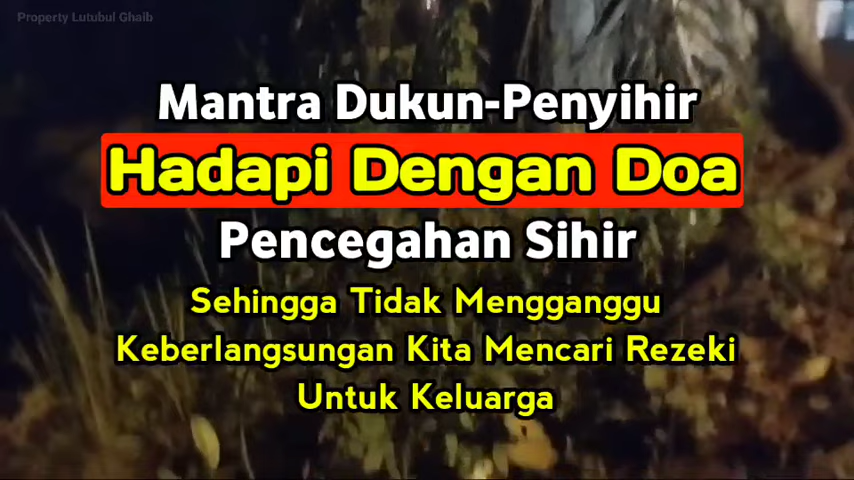 Property Lutubul Ghaib
Mantra Dukun-Penyihir
Hadapi Dengan Doa
Pencegahan Sihir
Sehingga Tidak Mengganggu
Keberlangsungan Kita Mencari Rezeki
Untuk Keluarga